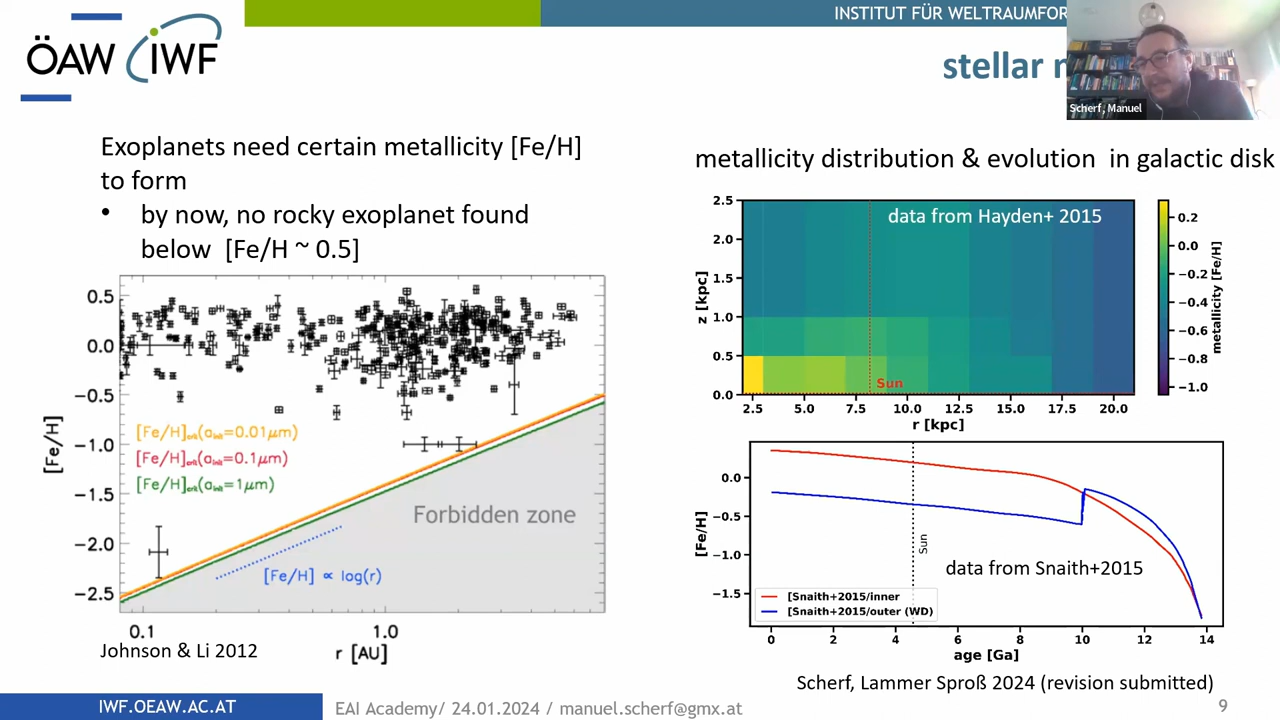 INSTITUT FÜR WELTRAUMFOR
ÖAW IWF
stellar
Scherf, Manuel
Exoplanets need certain metallicity [Fe/H]
to form
• by now, no rocky exoplanet found
below [Fe/H ~ 0.5]
0.5
0.0
−0.5
−1.0
−1.5
−2.0
−2.5
[Fe/H]
[Fe/H]crit(ainit=0.01μm)
[Fe/H]crit(ainit=0.1μm)
[Fe/H]crit(ainit=1μm)
Forbidden zone
[Fe/H] ∝ log(r)
0.1
1.0
r [AU]
Johnson & Li 2012
metallicity distribution & evolution in galactic disk
data from Hayden+ 2015
2.5
2.0
1.5
1.0
0.5
0.0
z [kpc]
Sun
2.5 5.0 7.5 10.0 12.5 15.0 17.5 20.0
r [kpc]
0.2
0.0
−0.2
−0.4
−0.6
−0.8
−1.0
metallicity [Fe/H]
0.0
−0.5
−1.0
−1.5
[Fe/H]
Sun
data from Snaith+2015
[Snaith+2015/inner
[Snaith+2015/outer (WD)
0 2 4 6 8 10 12 14
age [Ga]
Scherf, Lammer Sproß 2024 (revision submitted)
IWF.OEAW.AC.AT
EAI Academy/ 24.01.2024 / manuel.scherf@gmx.at
9